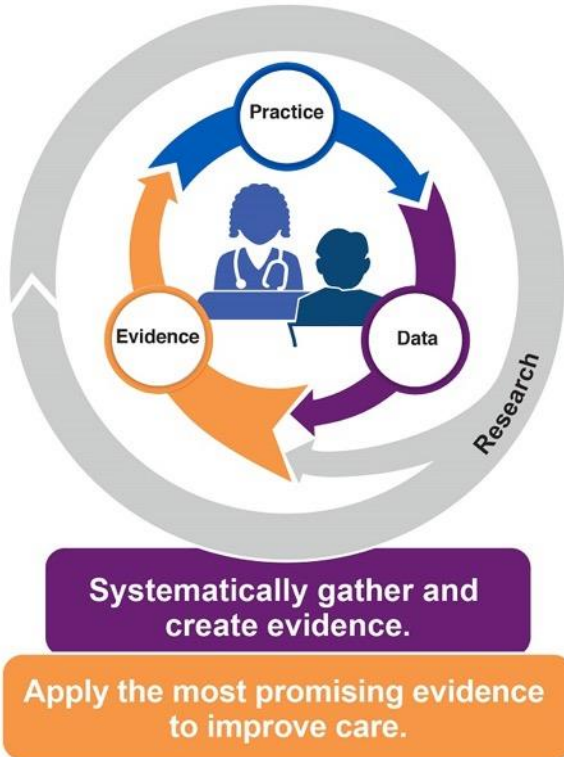 Practice
Evidence
Data
Research
Systematically gather and
create evidence.
Apply the most promising evidence
to improve care.